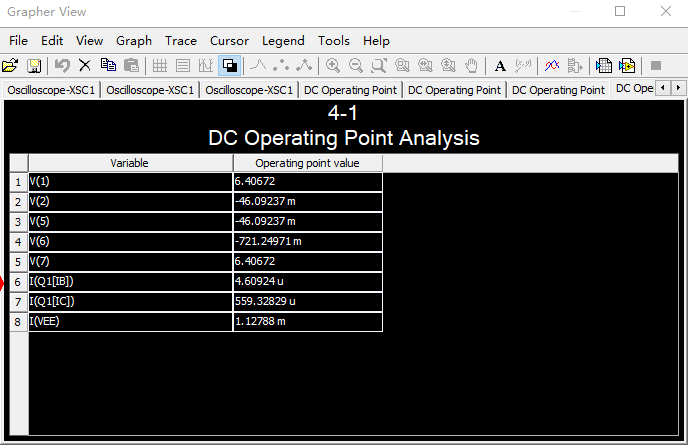 Grapher View
File Edit View Graph Trace Cursor Legend Tools Help
Oscilloscope-XSC1 Oscilloscope-XSC1 Oscilloscope-XSC1 DC Operating Point DC Operating Point DC Operating Point DC Ope
4-1
DC Operating Point Analysis
Variable Operating point value
1 V(1) 6.40672
2 V(2) -46.09237 m
3 V(5) -46.09237 m
4 V(6) -721.24971 m
5 V(7) 6.40672
6 I(Q1[IB]) 4.60924 u
7 I(Q1[IC]) 559.32829 u
8 I(VEE) 1.12788 m